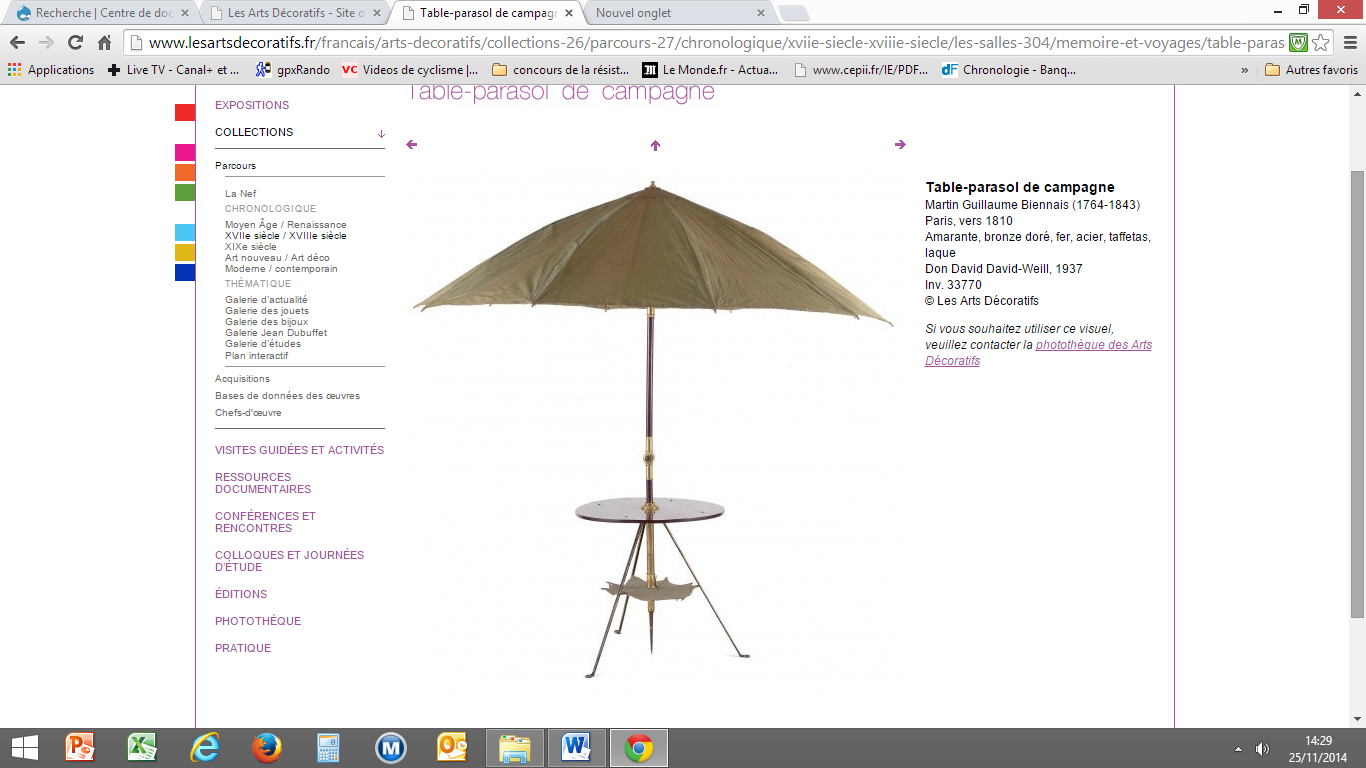 Recherche | Centre de doc
Les Arts Décoratifs - Site o
Table-parasol de campagn
Nouvel onglet
www.lesartsdecoratifs.fr/francais/arts-decoratifs/collections-26/parcours-27/chronologique/xviie-siecle-xviiie-siecle/les-salles-304/memoire-et-voyages/table-paras
Applications
Live TV - Canal+ et ...
gpxRando
VC Videos de cyclisme |...
concours de la résist...
M Le Monde.fr - Actua...
www.cepii.fr/IE/PDF...
dF Chronologie - Banq...
»
Autres favoris
Table-parasol de campagne
EXPOSITIONS
COLLECTIONS
Parcours
La Nef
CHRONOLOGIQUE
Moyen Âge / Renaissance
XVIIe siècle / XVIIIe siècle
XIXe siècle
Art nouveau / Art déco
Moderne / contemporain
THÉMATIQUE
Galerie d'actualité
Galerie des jouets
Galerie des bijoux
Galerie Jean Dubuffet
Galerie d'études
Plan interactif
Acquisitions
Bases de données des œuvres
Chefs-d'œuvre
VISITES GUIDÉES ET ACTIVITÉS
RESSOURCES
DOCUMENTAIRES
CONFÉRENCES ET
RENCONTRES
COLLOQUES ET JOURNÉES
D'ÉTUDE
ÉDITIONS
PHOTOTHÈQUE
PRATIQUE
Table-parasol de campagne
Martin Guillaume Biennais (1764-1843)
Paris, vers 1810
Amarante, bronze doré, fer, acier, taffetas,
laque
Don David David-Weill, 1937
Inv. 33770
© Les Arts Décoratifs
Si vous souhaitez utiliser ce visuel,
veuillez contacter la photothèque des Arts
Décoratifs
14:29
25/11/2014